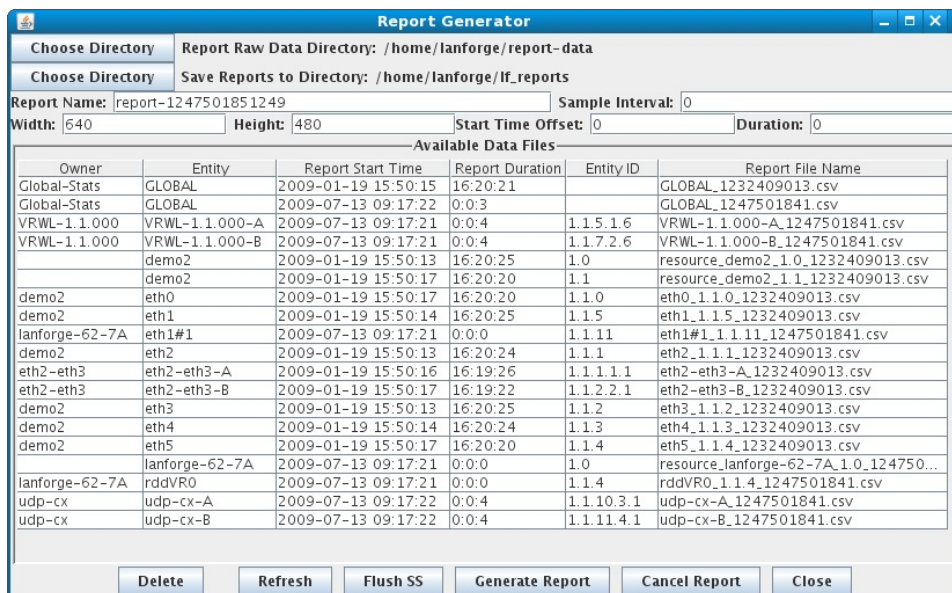 Report Generator
Choose Directory Report Raw Data Directory: /home/lanforge/report-data
Choose Directory Save Reports to Directory: /home/lanforge/lf_reports
Report Name: report-1247501851249 Sample Interval: 0
Width: 640 Height: 480 Start Time Offset: 0 Duration: 0
Available Data Files
Owner Entity Report Start Time Report Duration Entity ID Report File Name
Global-Stats GLOBAL 2009-01-19 15:50:15 16:20:21 GLOBAL_1232409013.csv
Global-Stats GLOBAL 2009-07-13 09:17:22 0:0:3 GLOBAL_1247501841.csv
VRWL-1.1.000 VRWL-1.1.000-A 2009-07-13 09:17:21 0:0:4 1.1.5.1.6 VRWL-1.1.000-A_1247501841.csv
VRWL-1.1.000 VRWL-1.1.000-B 2009-07-13 09:17:21 0:0:4 1.1.7.2.6 VRWL-1.1.000-B_1247501841.csv
demo2 2009-01-19 15:50:13 16:20:25 1.0 resource_demo2_1.0_1232409013.csv
demo2 2009-01-19 15:50:17 16:20:20 1.1 resource_demo2_1.1_1232409013.csv
demo2 eth0 2009-01-19 15:50:17 16:20:20 1.1.0 eth0_1.1.0_1232409013.csv
demo2 eth1 2009-01-19 15:50:14 16:20:25 1.1.5 eth1_1.1.5_1232409013.csv
lanforge-62-7A eth1#1 2009-07-13 09:17:21 0:0:0 1.1.11 eth1#1_1.1.11_1247501841.csv
demo2 eth2 2009-01-19 15:50:13 16:20:24 1.1.1 eth2_1.1.1_1232409013.csv
eth2-eth3 eth2-eth3-A 2009-01-19 15:50:16 16:19:26 1.1.1.1.1 eth2-eth3-A_1232409013.csv
eth2-eth3 eth2-eth3-B 2009-01-19 15:50:17 16:19:22 1.1.2.2.1 eth2-eth3-B_1232409013.csv
demo2 eth3 2009-01-19 15:50:13 16:20:25 1.1.2 eth3_1.1.2_1232409013.csv
demo2 eth4 2009-01-19 15:50:14 16:20:24 1.1.3 eth4_1.1.3_1232409013.csv
demo2 eth5 2009-01-19 15:50:17 16:20:20 1.1.4 eth5_1.1.4_1232409013.csv
lanforge-62-7A 2009-07-13 09:17:21 0:0:0 1.0 resource_lanforge-62-7A_1.0_124750...
lanforge-62-7A rddVR0 2009-07-13 09:17:21 0:0:0 1.1.4 rddVR0_1.1.4_1247501841.csv
udp-cx udp-cx-A 2009-07-13 09:17:22 0:0:4 1.1.10.3.1 udp-cx-A_1247501841.csv
udp-cx udp-cx-B 2009-07-13 09:17:22 0:0:4 1.1.11.4.1 udp-cx-B_1247501841.csv
Delete Refresh Flush SS Generate Report Cancel Report Close